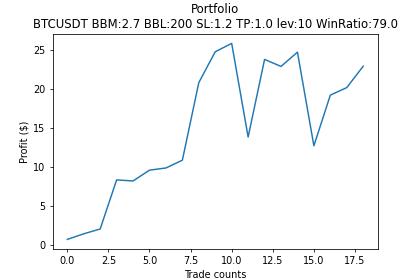 Portfolio
BTCUSDT BBM:2.7 BBL:200 SL:1.2 TP:1.0 lev:10 WinRatio:79.0
25
20
15
10
5
0
Profit ($)
0.0 2.5 5.0 7.5 10.0 12.5 15.0 17.5
Trade counts